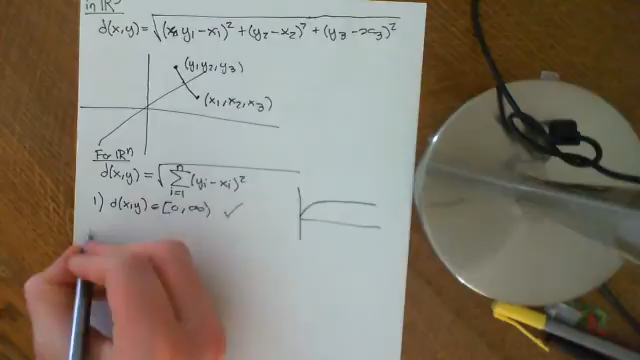 in ℝ³
d(x,y) = √((y₁-x₁)² + (y₂-x₂)² + (y₃-x₃)²)
(y₁,y₂,y₃)
(x₁,x₂,x₃)
For ℝⁿ
d(x,y) = √(∑ᵢ₌₁ⁿ (yᵢ-xᵢ)²)
1) d(x,y) = [0,∞) ✓